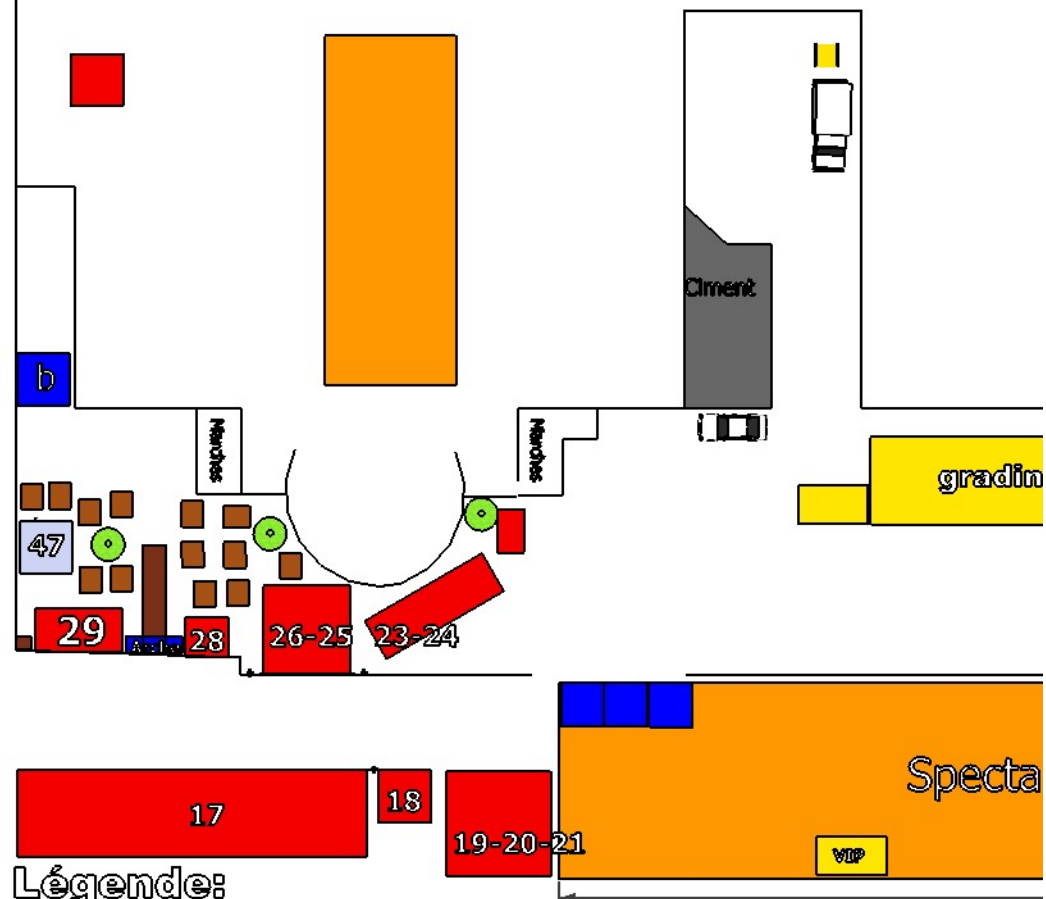 Ciment
b
Marches
Marches
gradin
47
29
28
26-25
23-24
Specta
17
18
19-20-21
VIP
Légende: